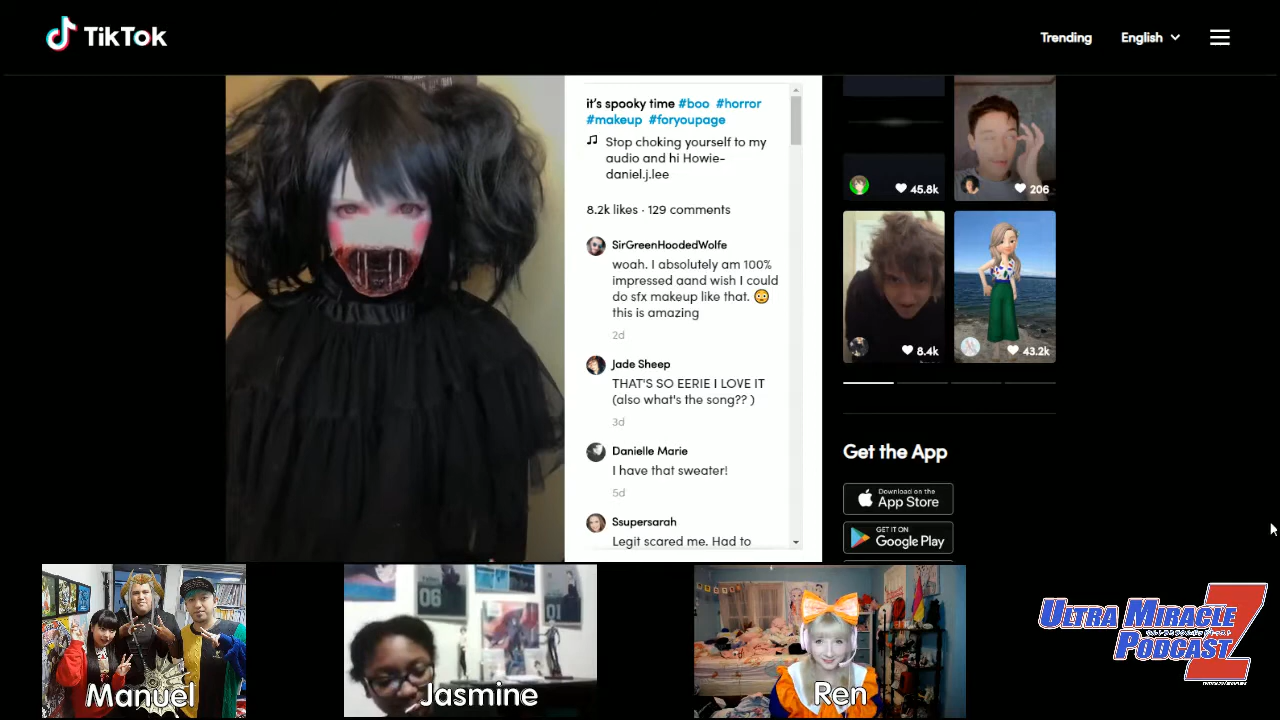 TikTok
Trending
English
it's spooky time #boo #horror
#makeup #foryoupage
Stop choking yourself to my
audio and hi Howie-
daniel.j.lee
8.2k likes · 129 comments
SirGreenHoodedWolfe
woah. I absolutely am 100%
impressed aand wish I could
do sfx makeup like that. 😳
this is amazing
2d
Jade Sheep
THAT'S SO EERIE I LOVE IT
(also what's the song?? )
3d
Danielle Marie
I have that sweater!
5d
Ssupersarah
Legit scared me. Had to
45.8k
206
8.4k
43.2k
Get the App
Download on the
App Store
GET IT ON
Google Play
06
01
Manuel
Jasmine
Ren
ULTRA MIRACLE
PODCAST
Z